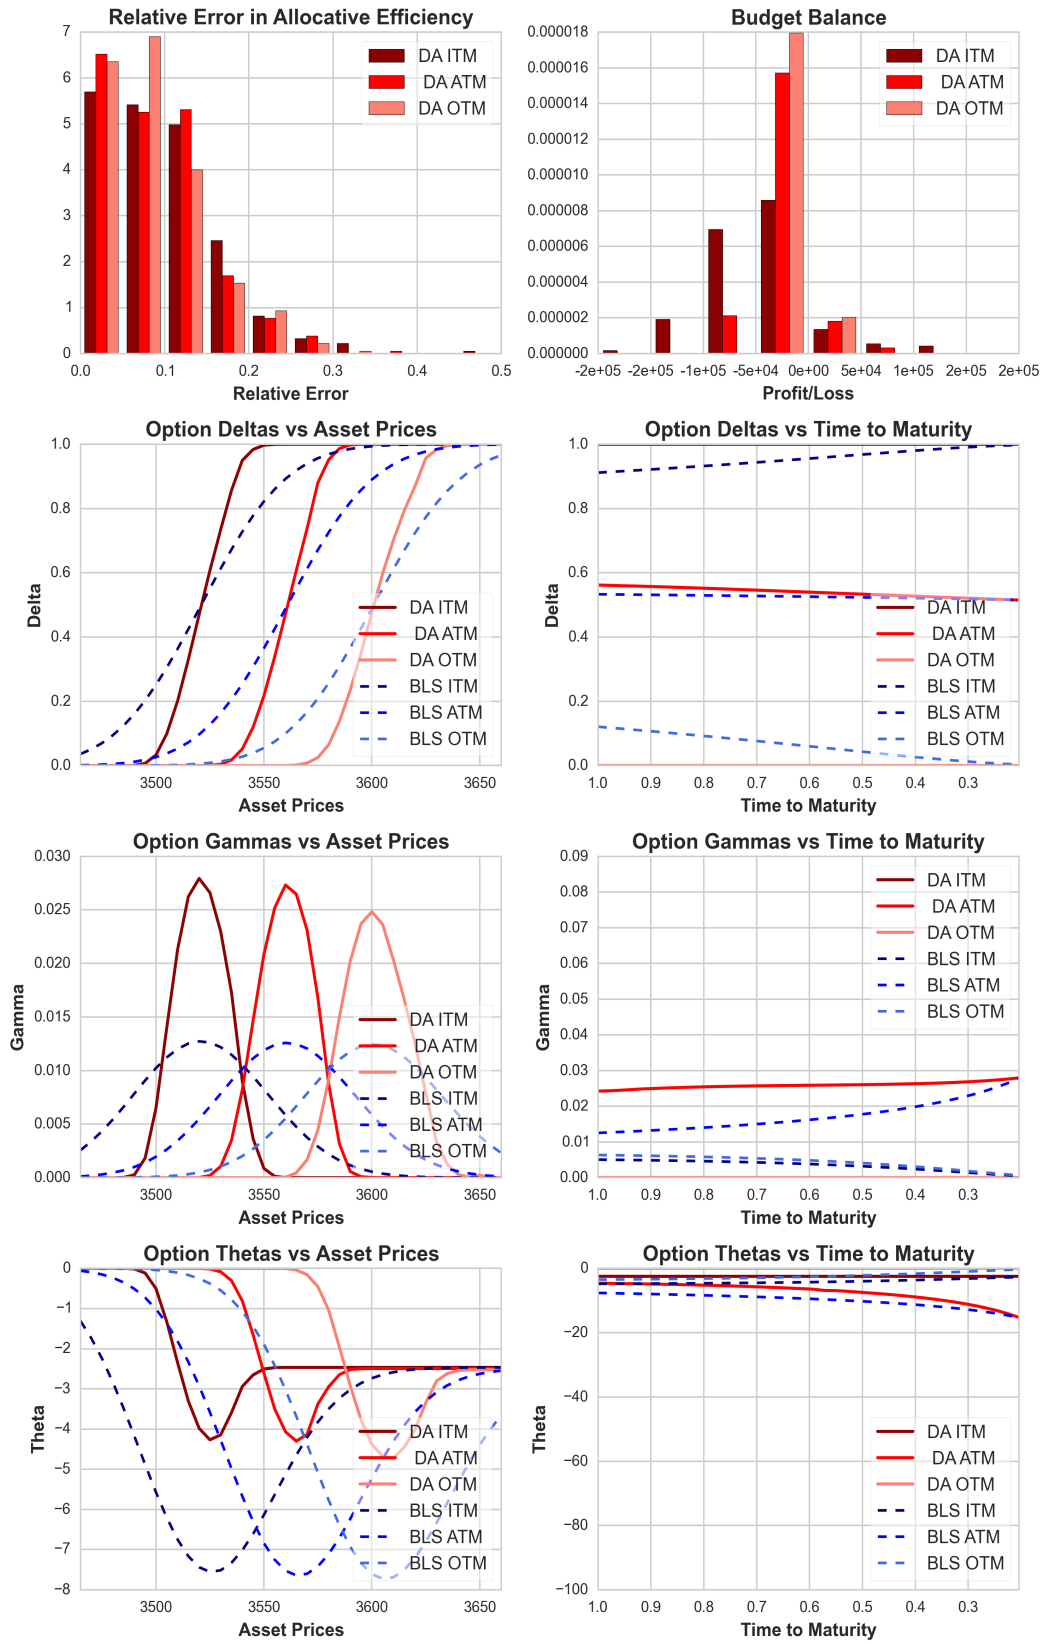 Relative Error in Allocative Efficiency
7
6
5
4
3
2
1
0
DA ITM
DA ATM
DA OTM
0.0 0.1 0.2 0.3 0.4 0.5
Relative Error
Budget Balance
0.000018
0.000016
0.000014
0.000012
0.000010
0.000008
0.000006
0.000004
0.000002
0.000000
DA ITM
DA ATM
DA OTM
-2e+05 -2e+05 -1e+05 -5e+04 0e+00 5e+04 1e+05 2e+05 2e+05
Profit/Loss
Option Deltas vs Asset Prices
1.0
0.8
0.6
0.4
0.2
0.0
Delta
DA ITM
DA ATM
DA OTM
BLS ITM
BLS ATM
BLS OTM
3500 3550 3600 3650
Asset Prices
Option Deltas vs Time to Maturity
1.0
0.8
0.6
0.4
0.2
0.0
Delta
DA ITM
DA ATM
DA OTM
BLS ITM
BLS ATM
BLS OTM
1.0 0.9 0.8 0.7 0.6 0.5 0.4 0.3
Time to Maturity
Option Gammas vs Asset Prices
0.030
0.025
0.020
0.015
0.010
0.005
0.000
Gamma
DA ITM
DA ATM
DA OTM
BLS ITM
BLS ATM
BLS OTM
3500 3550 3600 3650
Asset Prices
Option Gammas vs Time to Maturity
0.09
0.08
0.07
0.06
0.05
0.04
0.03
0.02
0.01
0.00
Gamma
DA ITM
DA ATM
DA OTM
BLS ITM
BLS ATM
BLS OTM
1.0 0.9 0.8 0.7 0.6 0.5 0.4 0.3
Time to Maturity
Option Thetas vs Asset Prices
0
−1
−2
−3
−4
−5
−6
−7
−8
Theta
DA ITM
DA ATM
DA OTM
BLS ITM
BLS ATM
BLS OTM
3500 3550 3600 3650
Asset Prices
Option Thetas vs Time to Maturity
0
−20
−40
−60
−80
−100
Theta
DA ITM
DA ATM
DA OTM
BLS ITM
BLS ATM
BLS OTM
1.0 0.9 0.8 0.7 0.6 0.5 0.4 0.3
Time to Maturity